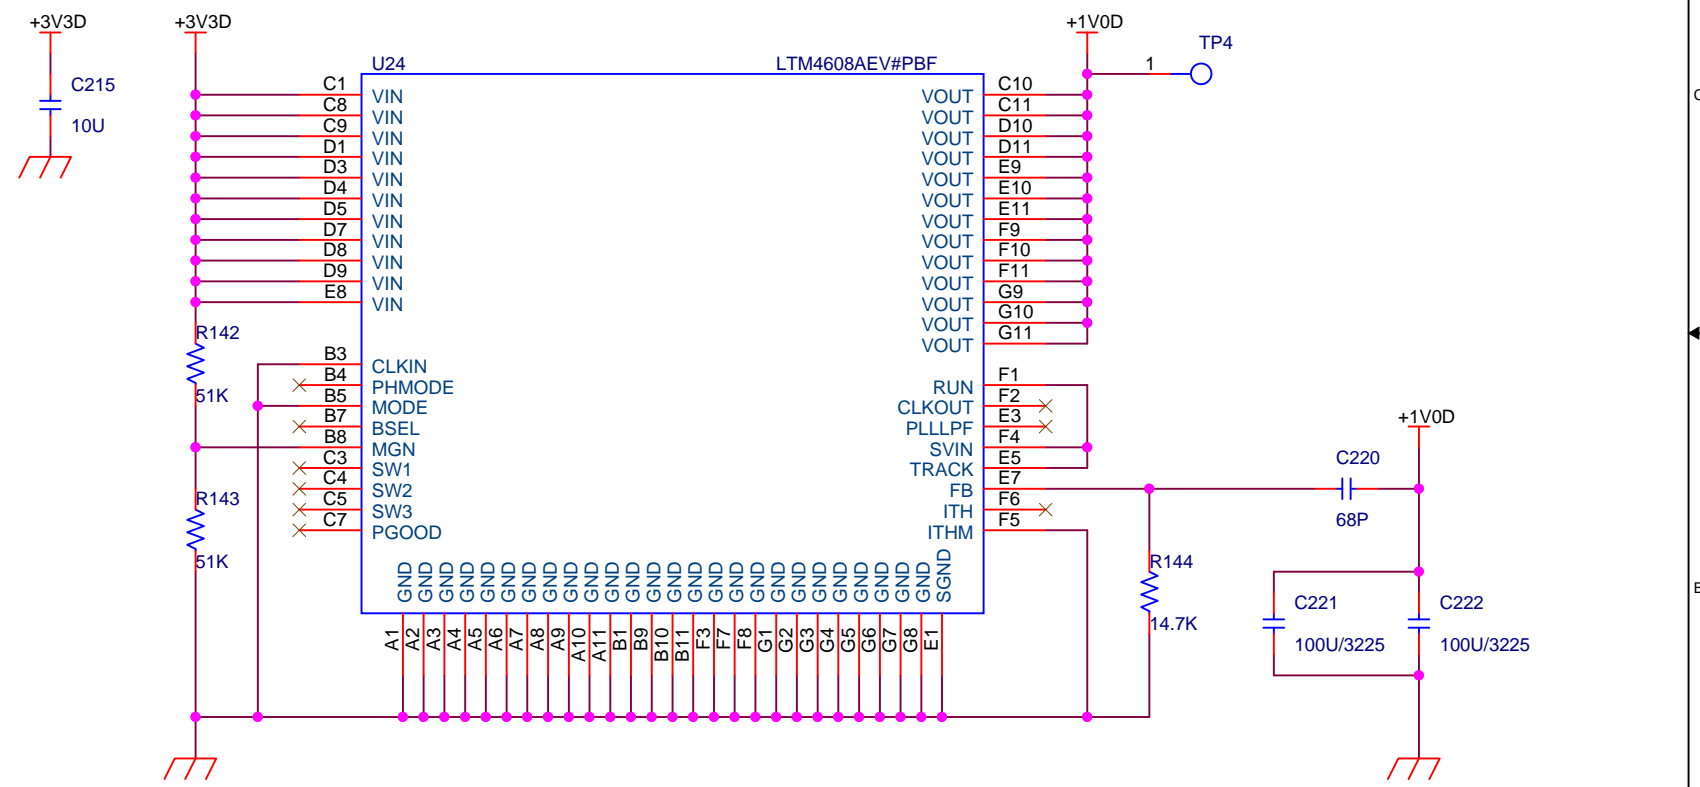 +3V3D
+3V3D
+1V0D
TP4
1
C215
10U
U24
LTM4608AEV#PBF
C1 VIN
C8 VIN
C9 VIN
D1 VIN
D3 VIN
D4 VIN
D5 VIN
D7 VIN
D8 VIN
D9 VIN
E8 VIN
VOUT C10
VOUT C11
VOUT D10
VOUT D11
VOUT E9
VOUT E10
VOUT E11
VOUT F9
VOUT F10
VOUT F11
VOUT G9
VOUT G10
VOUT G11
R142
51K
B3 CLKIN
B4 PHMODE
B5 MODE
B7 BSEL
B8 MGN
C3 SW1
C4 SW2
C5 SW3
C7 PGOOD
R143
51K
RUN F1
CLKOUT F2
PLLLPF E3
SVIN F4
TRACK E5
FB E7
ITH F6
ITHM F5
+1V0D
C220
68P
R144
14.7K
C221
100U/3225
C222
100U/3225
GND A1
GND A2
GND A3
GND A4
GND A5
GND A6
GND A7
GND A8
GND A9
GND A10
GND A11
GND B1
GND B9
GND B10
GND B11
GND F3
GND F7
GND F8
GND G1
GND G2
GND G3
GND G4
GND G5
GND G6
GND G7
GND G8
SGND E1